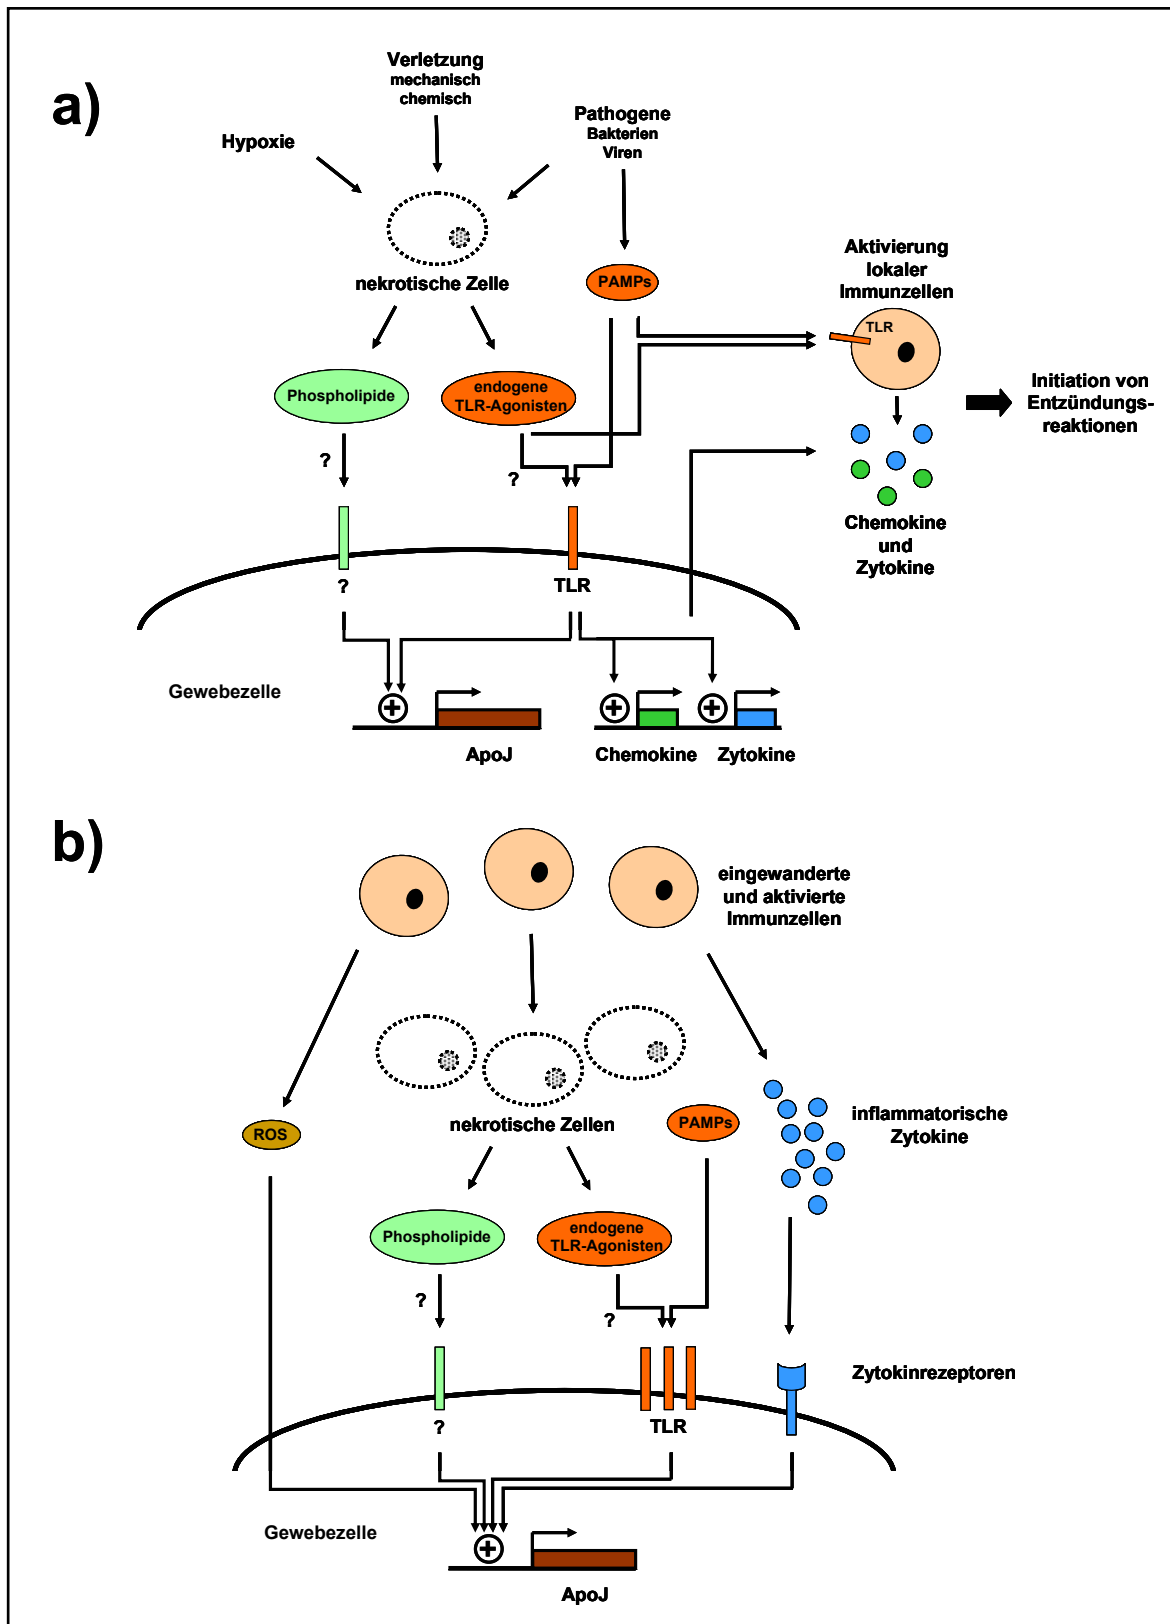 a)
Verletzung
mechanisch
chemisch
Hypoxie
Pathogene
Bakterien
Viren
nekrotische Zelle
PAMPs
Aktivierung
lokaler
Immunzellen
TLR
Phospholipide
endogene
TLR-Agonisten
Initiation von
Entzündungs-
reaktionen
?
?
Chemokine
und
Zytokine
?
TLR
Gewebezelle
ApoJ
Chemokine
Zytokine
b)
eingewanderte
und aktivierte
Immunzellen
nekrotische Zellen
ROS
PAMPs
inflammatorische
Zytokine
Phospholipide
endogene
TLR-Agonisten
?
?
Zytokinrezeptoren
?
TLR
Gewebezelle
ApoJ